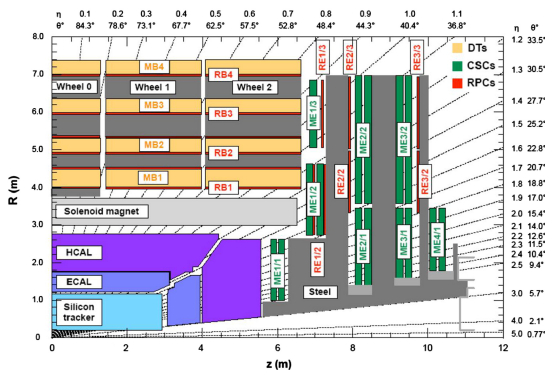 η 0.1 0.2 0.3 0.4 0.5 0.6 0.7 0.8 0.9 1.0 1.1
θ° 84.3° 78.6° 73.1° 67.7° 62.5° 57.5° 52.8° 48.4° 44.3° 40.4° 36.8° η θ°
R (m)
8.0
7.0
6.0
5.0
4.0
3.0
2.0
1.0
0
MB4
RB4
Wheel 0
Wheel 1
Wheel 2
MB3
RB3
MB2
RB2
MB1
RB1
Solenoid magnet
HCAL
ECAL
Silicon
tracker
Steel
RE1/3
RE2/3
RE3/3
ME1/3
ME2/2
ME3/2
ME1/2
RE2/2
RE3/2
ME1/1
RE1/2
ME2/1
ME3/1
ME4/1
DTs
CSCs
RPCs
1.2 33.5°
1.3 30.5°
1.4 27.7°
1.5 25.2°
1.6 22.8°
1.7 20.7°
1.8 18.8°
1.9 17.0°
2.0 15.4°
2.1 14.0°
2.2 12.6°
2.3 11.5°
2.4 10.4°
2.5 9.4°
3.0 5.7°
4.0 2.1°
5.0 0.77°
0 2 4 6 8 10 12
z (m)